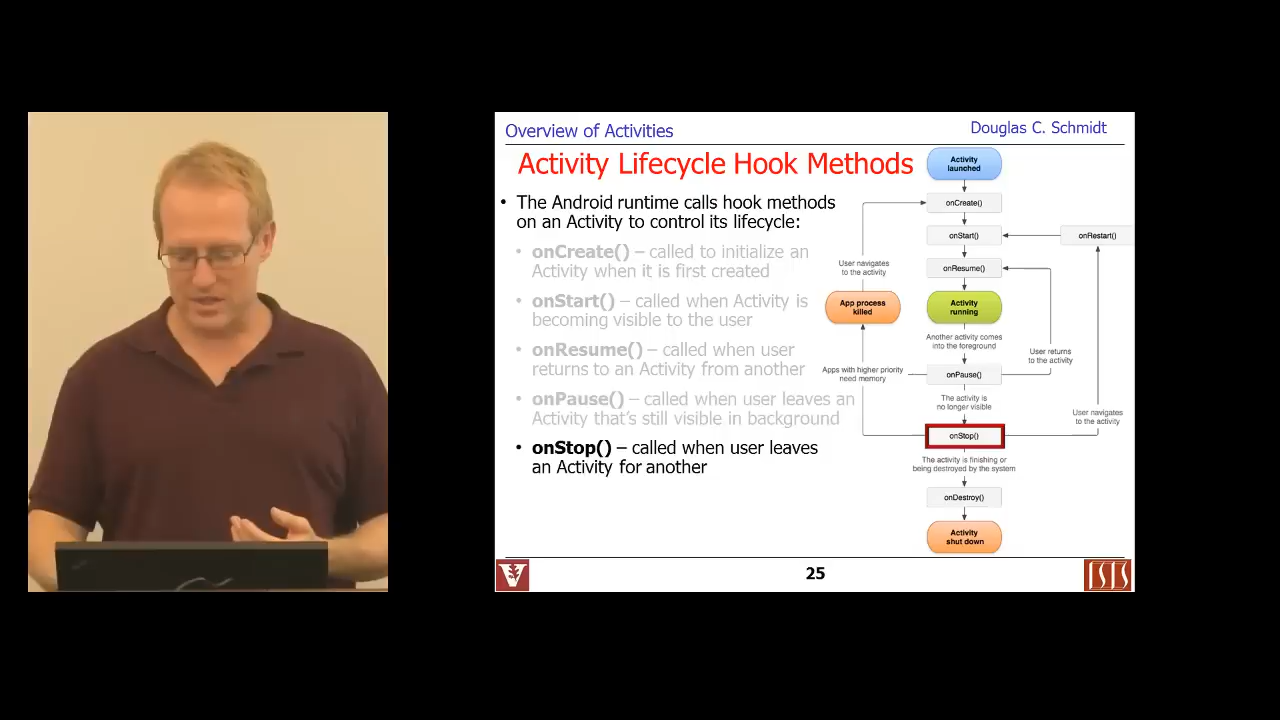 Overview of Activities
Douglas C. Schmidt
Activity Lifecycle Hook Methods
• The Android runtime calls hook methods
on an Activity to control its lifecycle:
• onCreate() – called to initialize an
Activity when it is first created
• onStart() – called when Activity is
becoming visible to the user
• onResume() – called when user
returns to an Activity from another
• onPause() – called when user leaves an
Activity that's still visible in background
• onStop() – called when user leaves
an Activity for another
Activity
launched
onCreate()
onStart()
onRestart()
onResume()
User navigates
to the activity
App process
killed
Activity
running
Another activity comes
into the foreground
User returns
to the activity
Apps with higher priority
need memory
onPause()
The activity is
no longer visible
User navigates
to the activity
onStop()
The activity is finishing or
being destroyed by the system
onDestroy()
Activity
shut down
V
25
ISIS